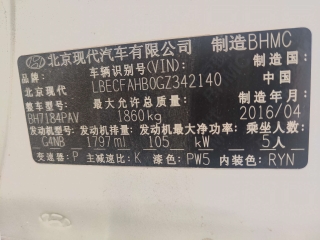 北京现代汽车有限公司 制造BHMC
品牌: 车辆识别号(VIN): 制造国:
北京现代 LBECFAHB0GZ342140 中国
整车型号: 最大允许总质量: 制造年月:
BH7184PAV 1860kg 2016/04
发动机型号: 发动机排量: 发动机最大净功率: 乘坐人数
G4NB 1797ml 105 kW 5人
变速器: P 主减速比: K 漆色: PW5 内装色: RYN